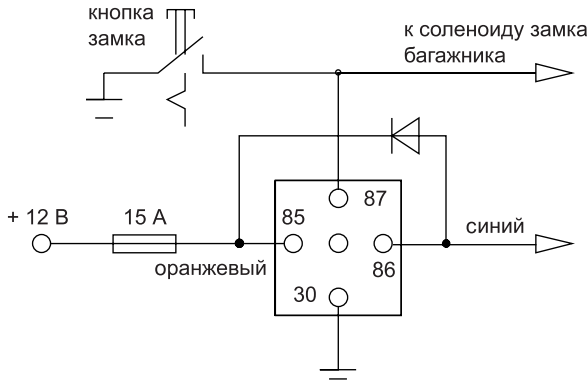 кнопка
замка
к соленоиду замка
багажника
+ 12 В
15 А
85
87
синий
оранжевый
86
30